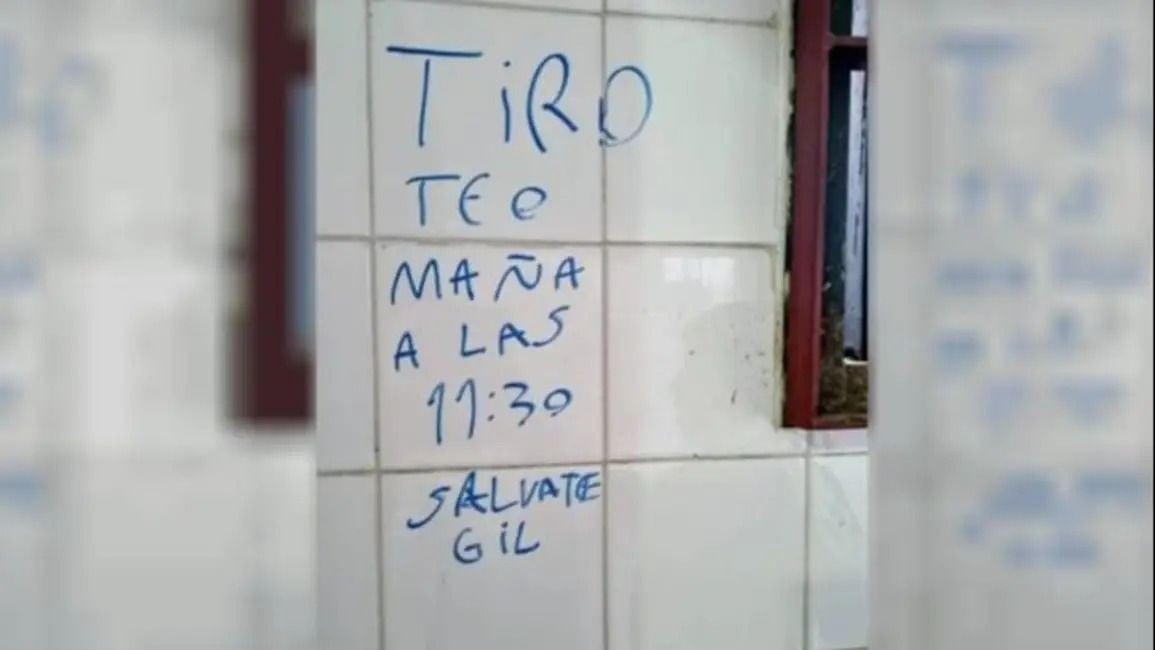 TiRO
TEO
MAÑA
A LAS
11:30
SALVATE
GiL